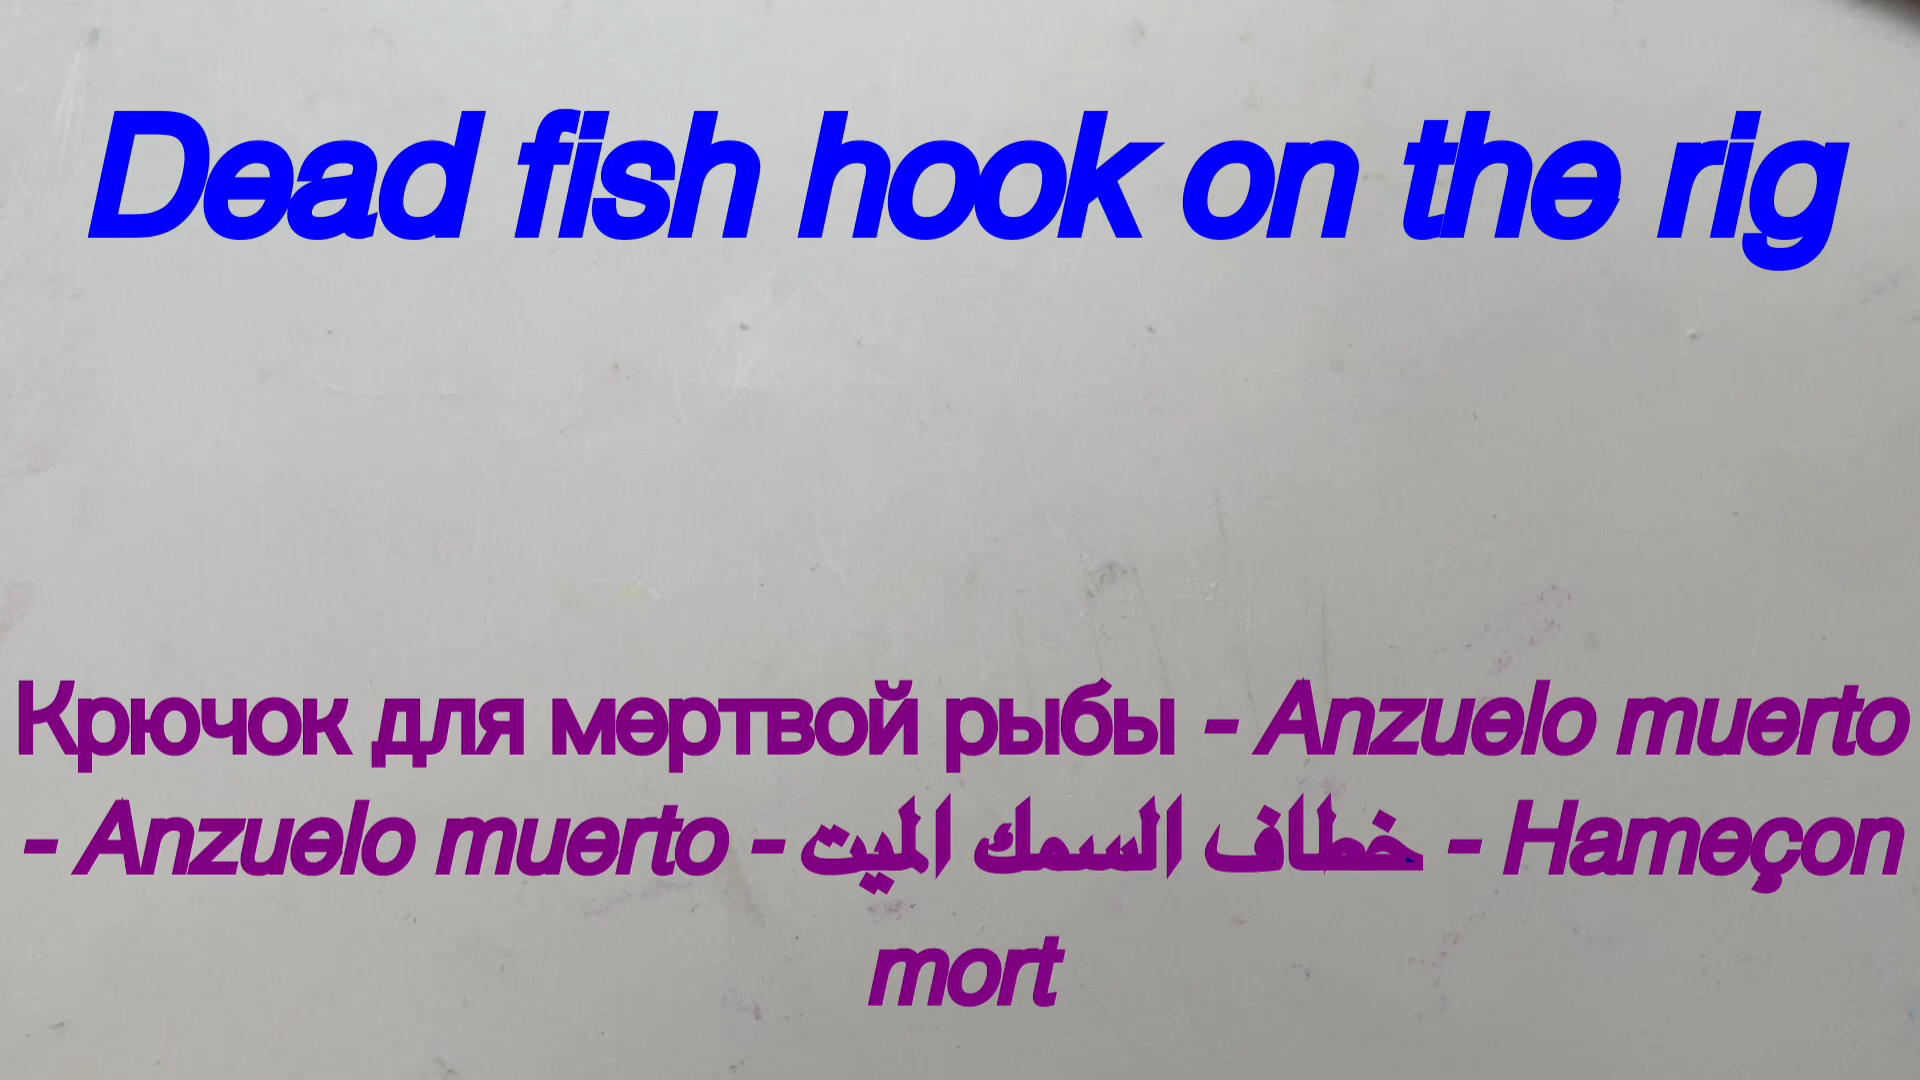 Dead fish hook on the rig
Крючок для мертвой рыбы - Anzuelo muerto
- Anzuelo muerto - خطاف السمك الميت - Hameçon
mort